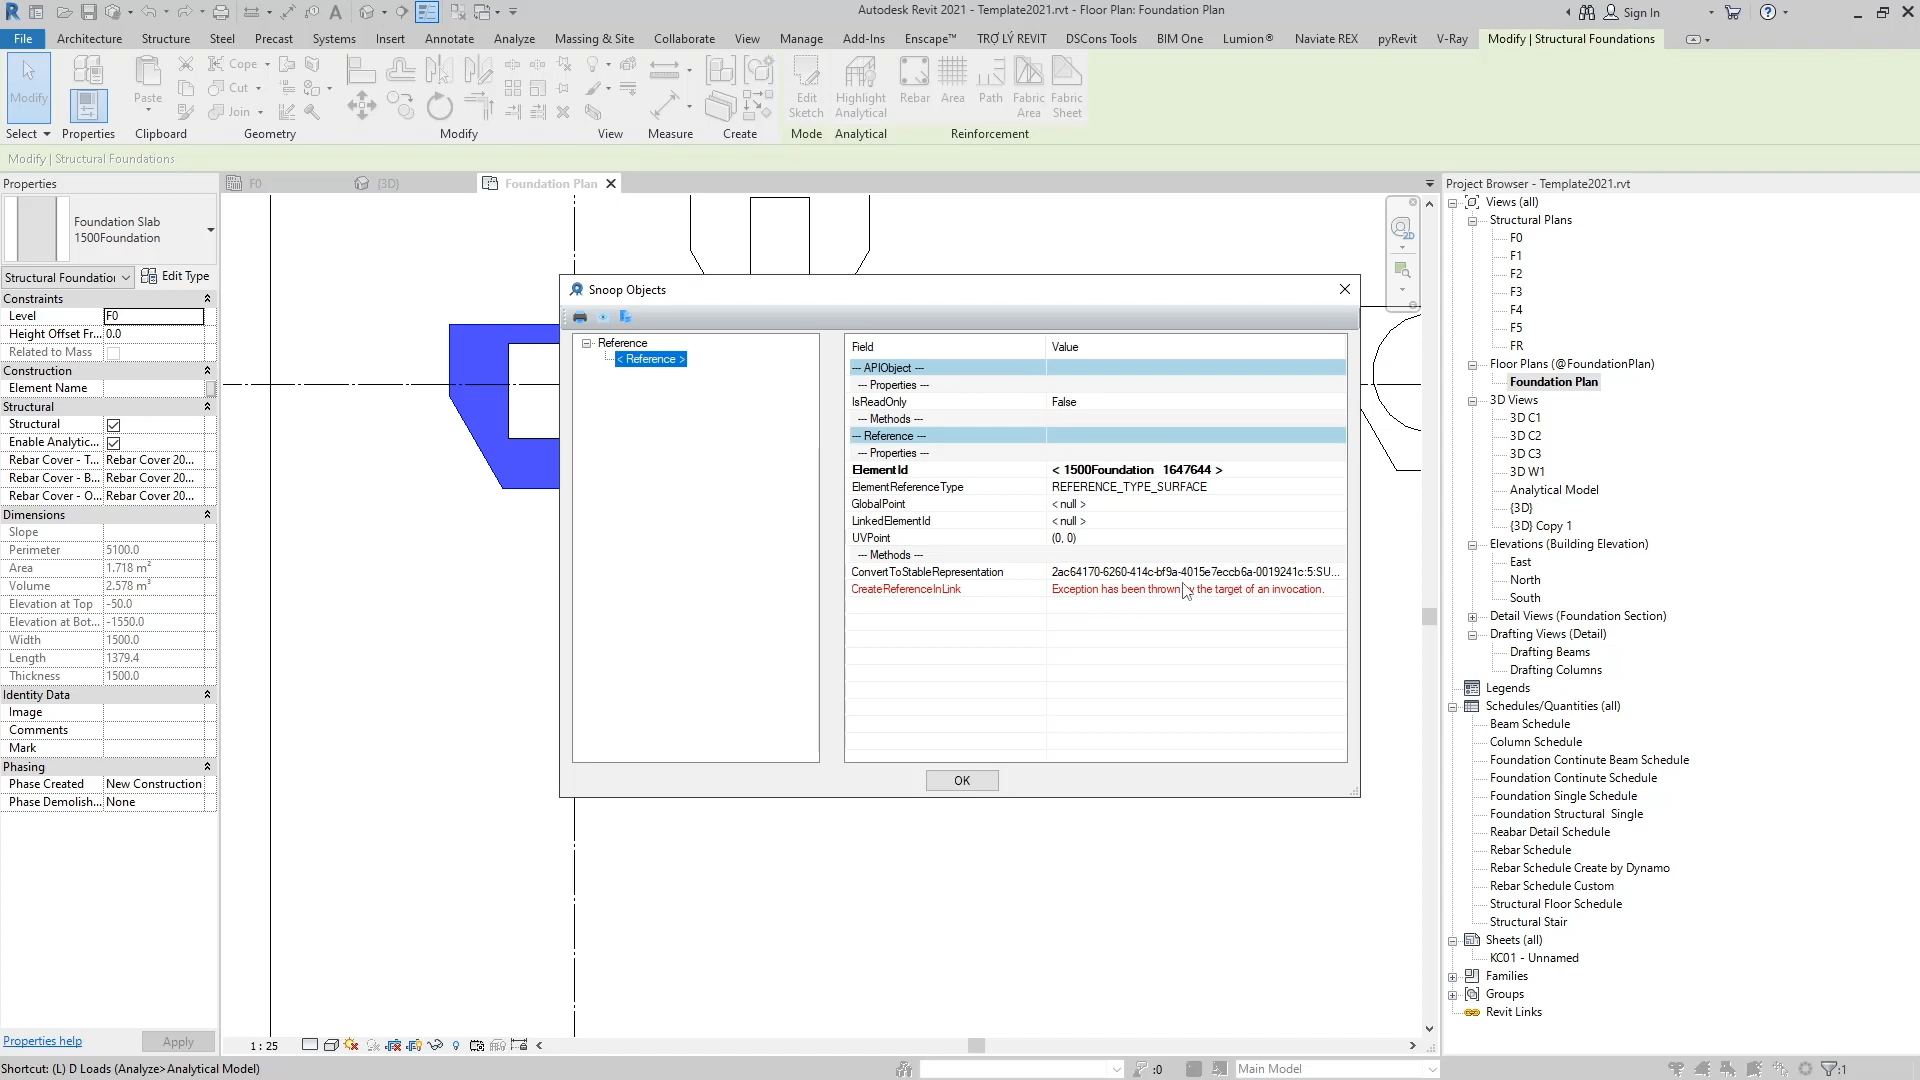 Autodesk Revit 2021 - Template2021.rvt - Floor Plan: Foundation Plan
Sign In
File Architecture Structure Steel Precast Systems Insert Annotate Analyze Massing & Site Collaborate View Manage Add-Ins Enscape™ TRỢ LÝ REVIT DSCons Tools BIM One Lumion® Naviate REX pyRevit V-Ray Modify | Structural Foundations
Cope
Modify Paste Cut Edit Sketch Highlight Analytical Rebar Area Path Fabric Area Fabric Sheet
Join
Select Properties Clipboard Geometry Modify View Measure Create Mode Analytical Reinforcement
Modify | Structural Foundations
Properties
F0 {3D} Foundation Plan
Foundation Slab
1500Foundation
Structural Foundation
Edit Type
Constraints
Level F0
Height Offset Fr... 0.0
Related to Mass
Construction
Element Name
Structural
Structural
Enable Analytic...
Rebar Cover - T... Rebar Cover 20...
Rebar Cover - B... Rebar Cover 20...
Rebar Cover - O... Rebar Cover 20...
Dimensions
Slope
Perimeter 5100.0
Area 1.718 m²
Volume 2.578 m³
Elevation at Top -50.0
Elevation at Bot... -1550.0
Width 1500.0
Length 1379.4
Thickness 1500.0
Identity Data
Image
Comments
Mark
Phasing
Phase Created New Construction
Phase Demolish... None
Properties help
Apply
2D
Snoop Objects
Reference
< Reference >
Field Value
--- APIObject ---
--- Properties ---
IsReadOnly False
--- Methods ---
--- Reference ---
--- Properties ---
ElementId < 1500Foundation 1647644 >
ElementReferenceType REFERENCE_TYPE_SURFACE
GlobalPoint < null >
LinkedElementId < null >
UVPoint (0, 0)
--- Methods ---
ConvertToStableRepresentation 2ac64170-6260-414c-bf9a-4015e7eccb6a-0019241c:5:SU...
CreateReferenceInLink Exception has been thrown by the target of an invocation.
OK
Project Browser - Template2021.rvt
Views (all)
Structural Plans
F0
F1
F2
F3
F4
F5
FR
Floor Plans (@FoundationPlan)
Foundation Plan
3D Views
3D C1
3D C2
3D C3
3D W1
Analytical Model
{3D}
{3D} Copy 1
Elevations (Building Elevation)
East
North
South
Detail Views (Foundation Section)
Drafting Views (Detail)
Drafting Beams
Drafting Columns
Legends
Schedules/Quantities (all)
Beam Schedule
Column Schedule
Foundation Continute Beam Schedule
Foundation Continute Schedule
Foundation Single Schedule
Foundation Structural Single
Reabar Detail Schedule
Rebar Schedule
Rebar Schedule Create by Dynamo
Rebar Schedule Custom
Structural Floor Schedule
Structural Stair
Sheets (all)
KC01 - Unnamed
Families
Groups
Revit Links
1 : 25
Shortcut: (L) D Loads (Analyze>Analytical Model)
:0
Main Model
:1